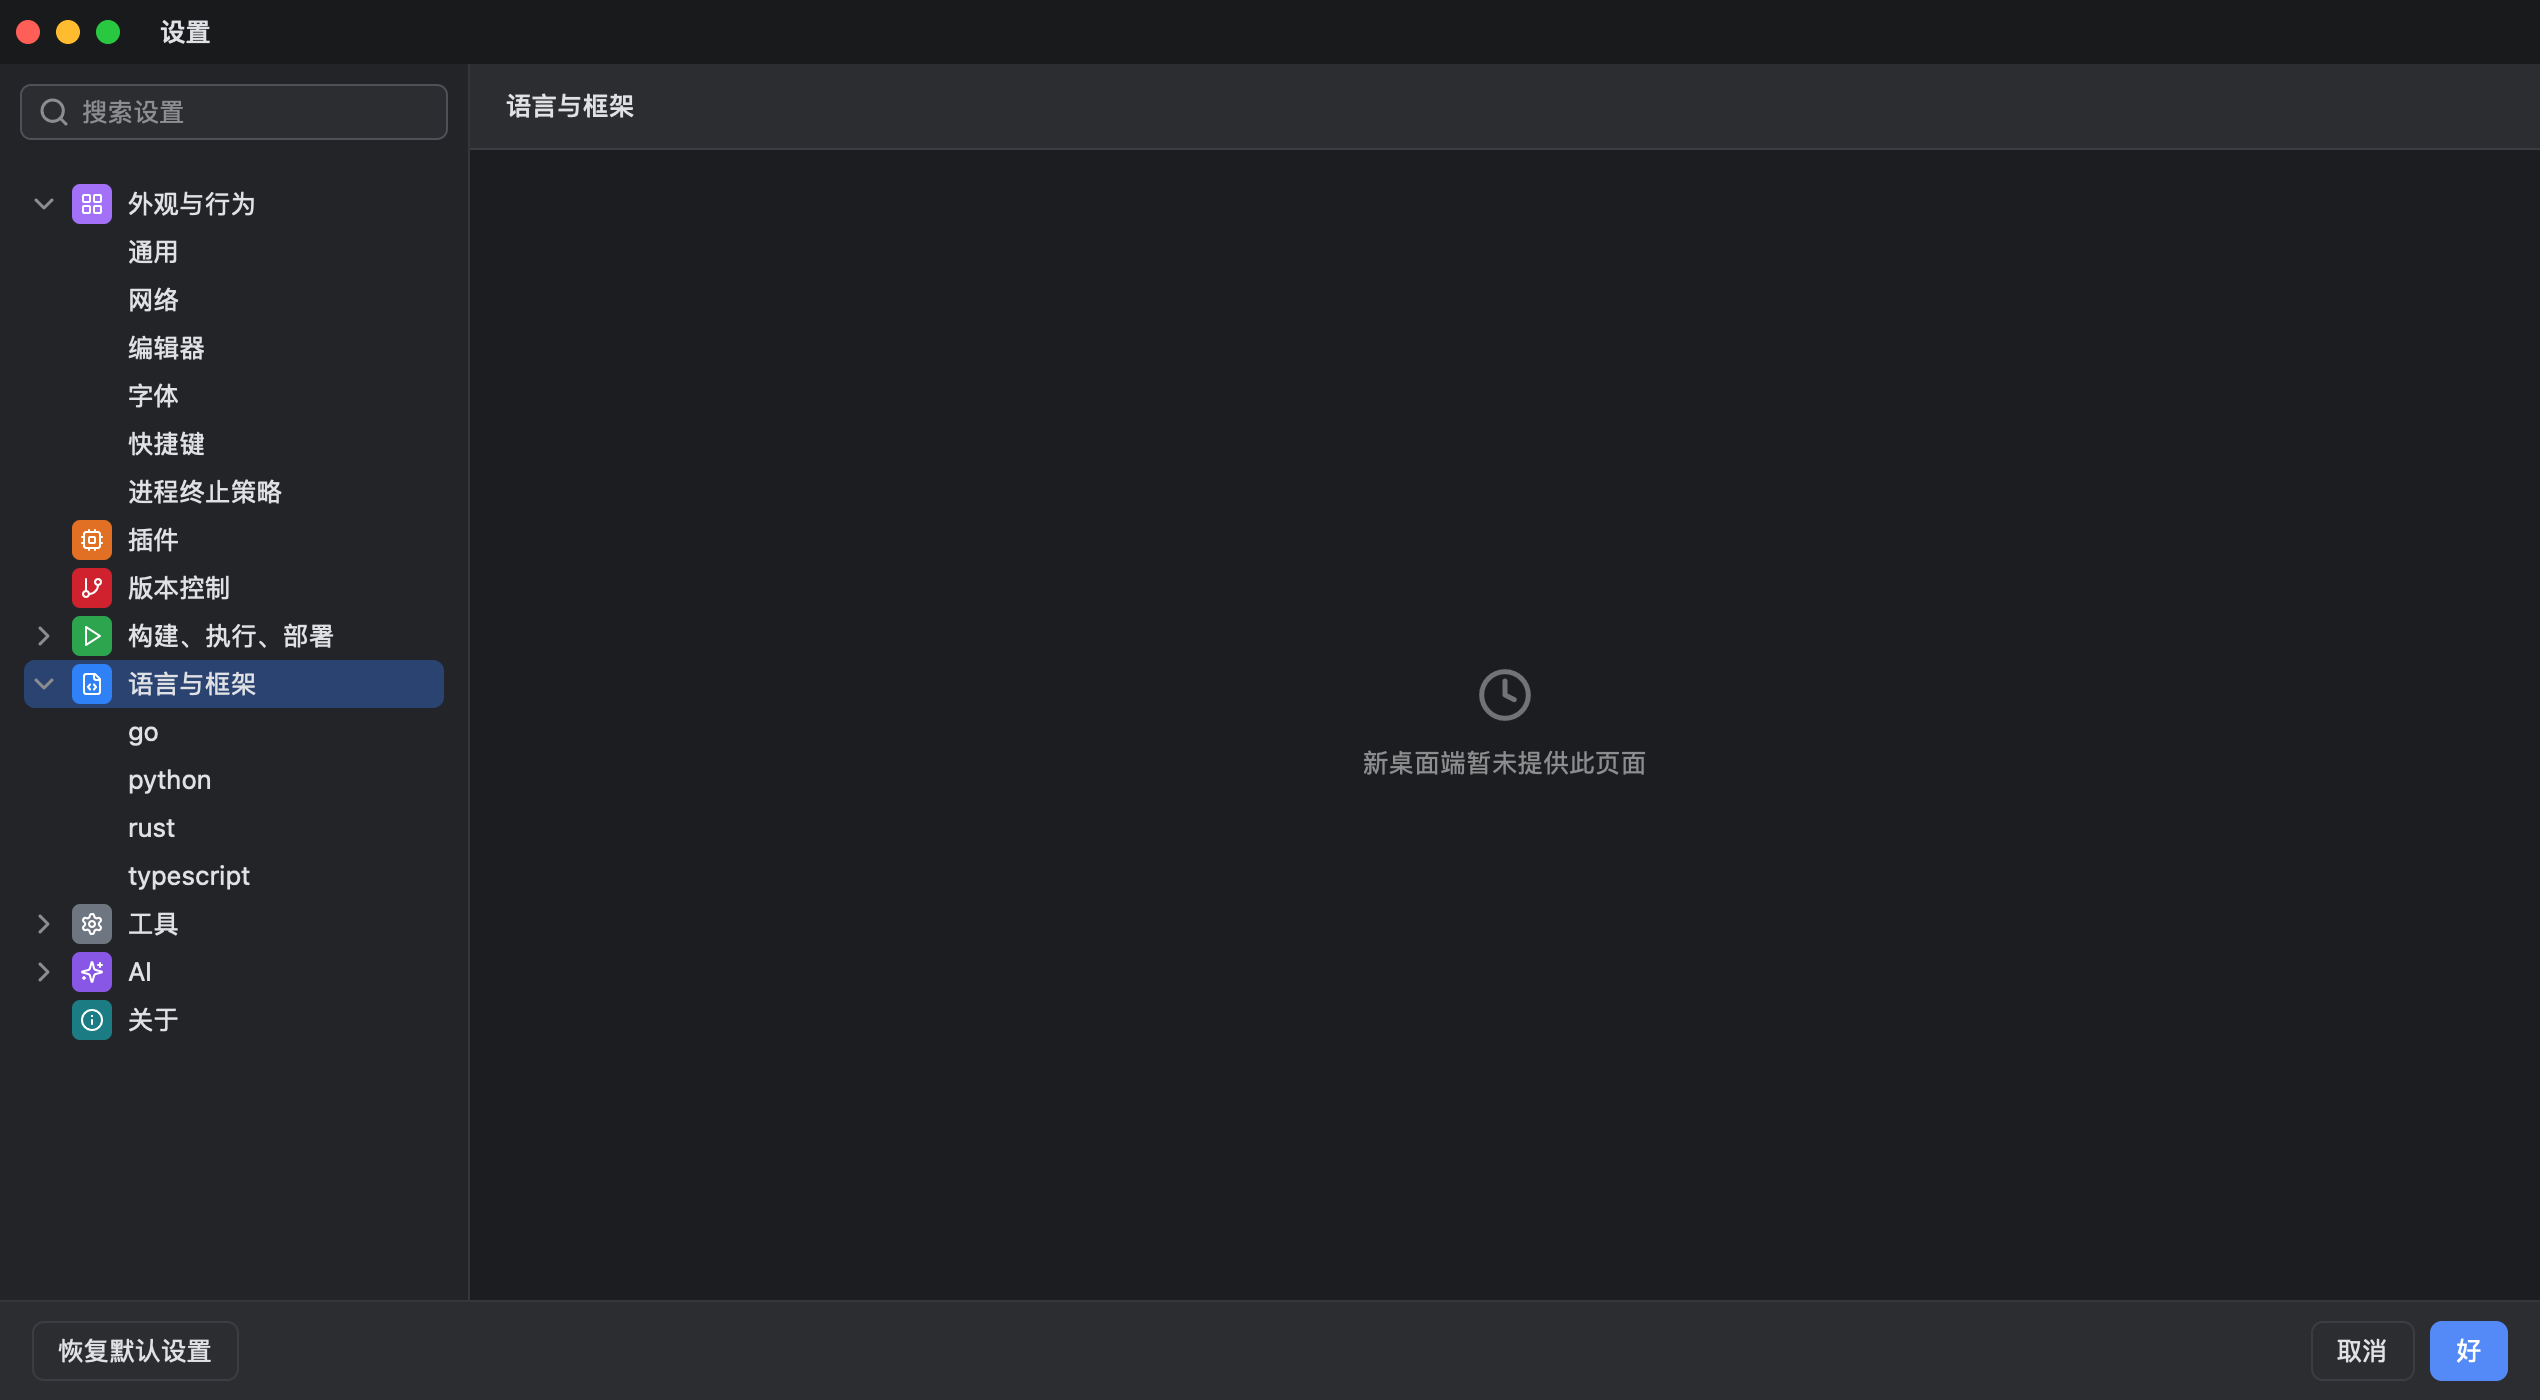 设置
搜索设置
外观与行为
通用
网络
编辑器
字体
快捷键
进程终止策略
插件
版本控制
构建、执行、部署
语言与框架
go
python
rust
typescript
工具
AI
关于
语言与框架
新桌面端暂未提供此页面
恢复默认设置
取消
好